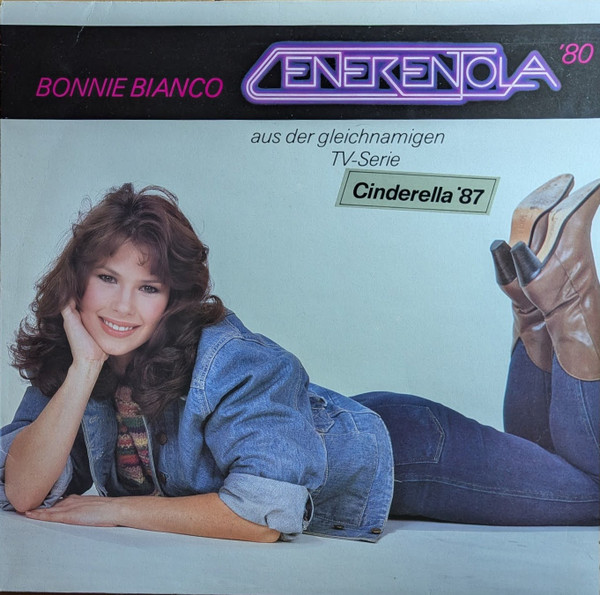 BONNIE BIANCO CENERENTOLA '80
aus der gleichnamigen
TV-Serie
Cinderella '87